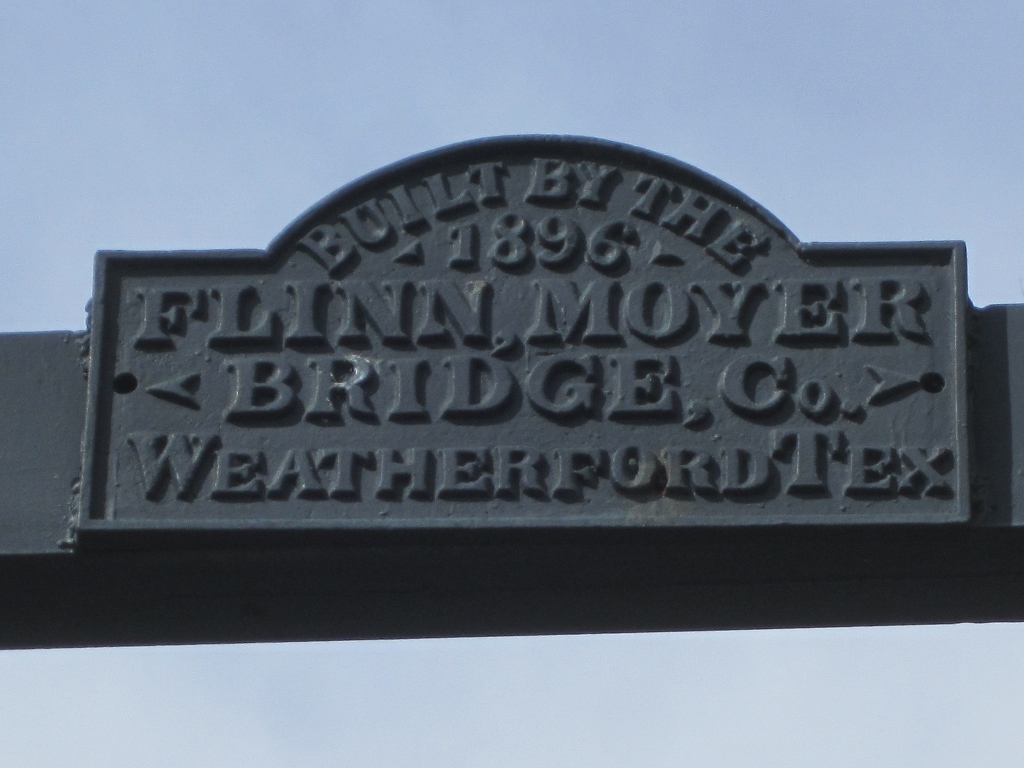 BUILT BY THE
1896
FLINN, MOYER
BRIDGE, CO.
WEATHERFORD TEX